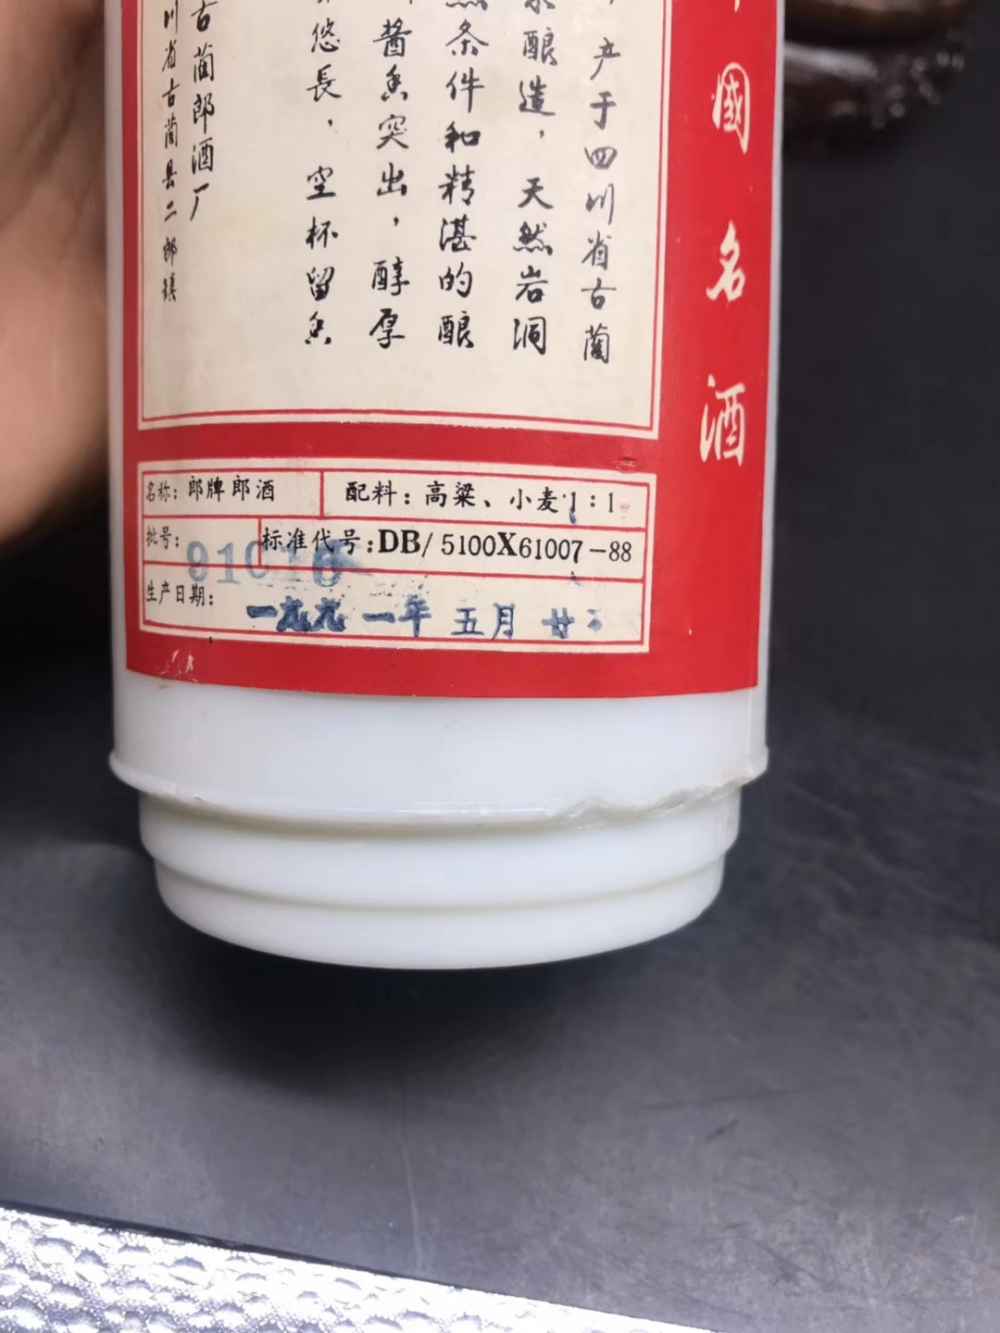 國名酒
产于四川省古蔺
酿造，天然岩洞
然条件和精湛的酿
酱香突出，醇厚
悠長，空杯留香
古蔺郎酒厂
川省古蔺县二郎镇
名称：郎牌郎酒
配料：高粱、小麦1：1
批号：
标准代号：DB/5100X61007-88
生产日期：一九九一年五月廿二